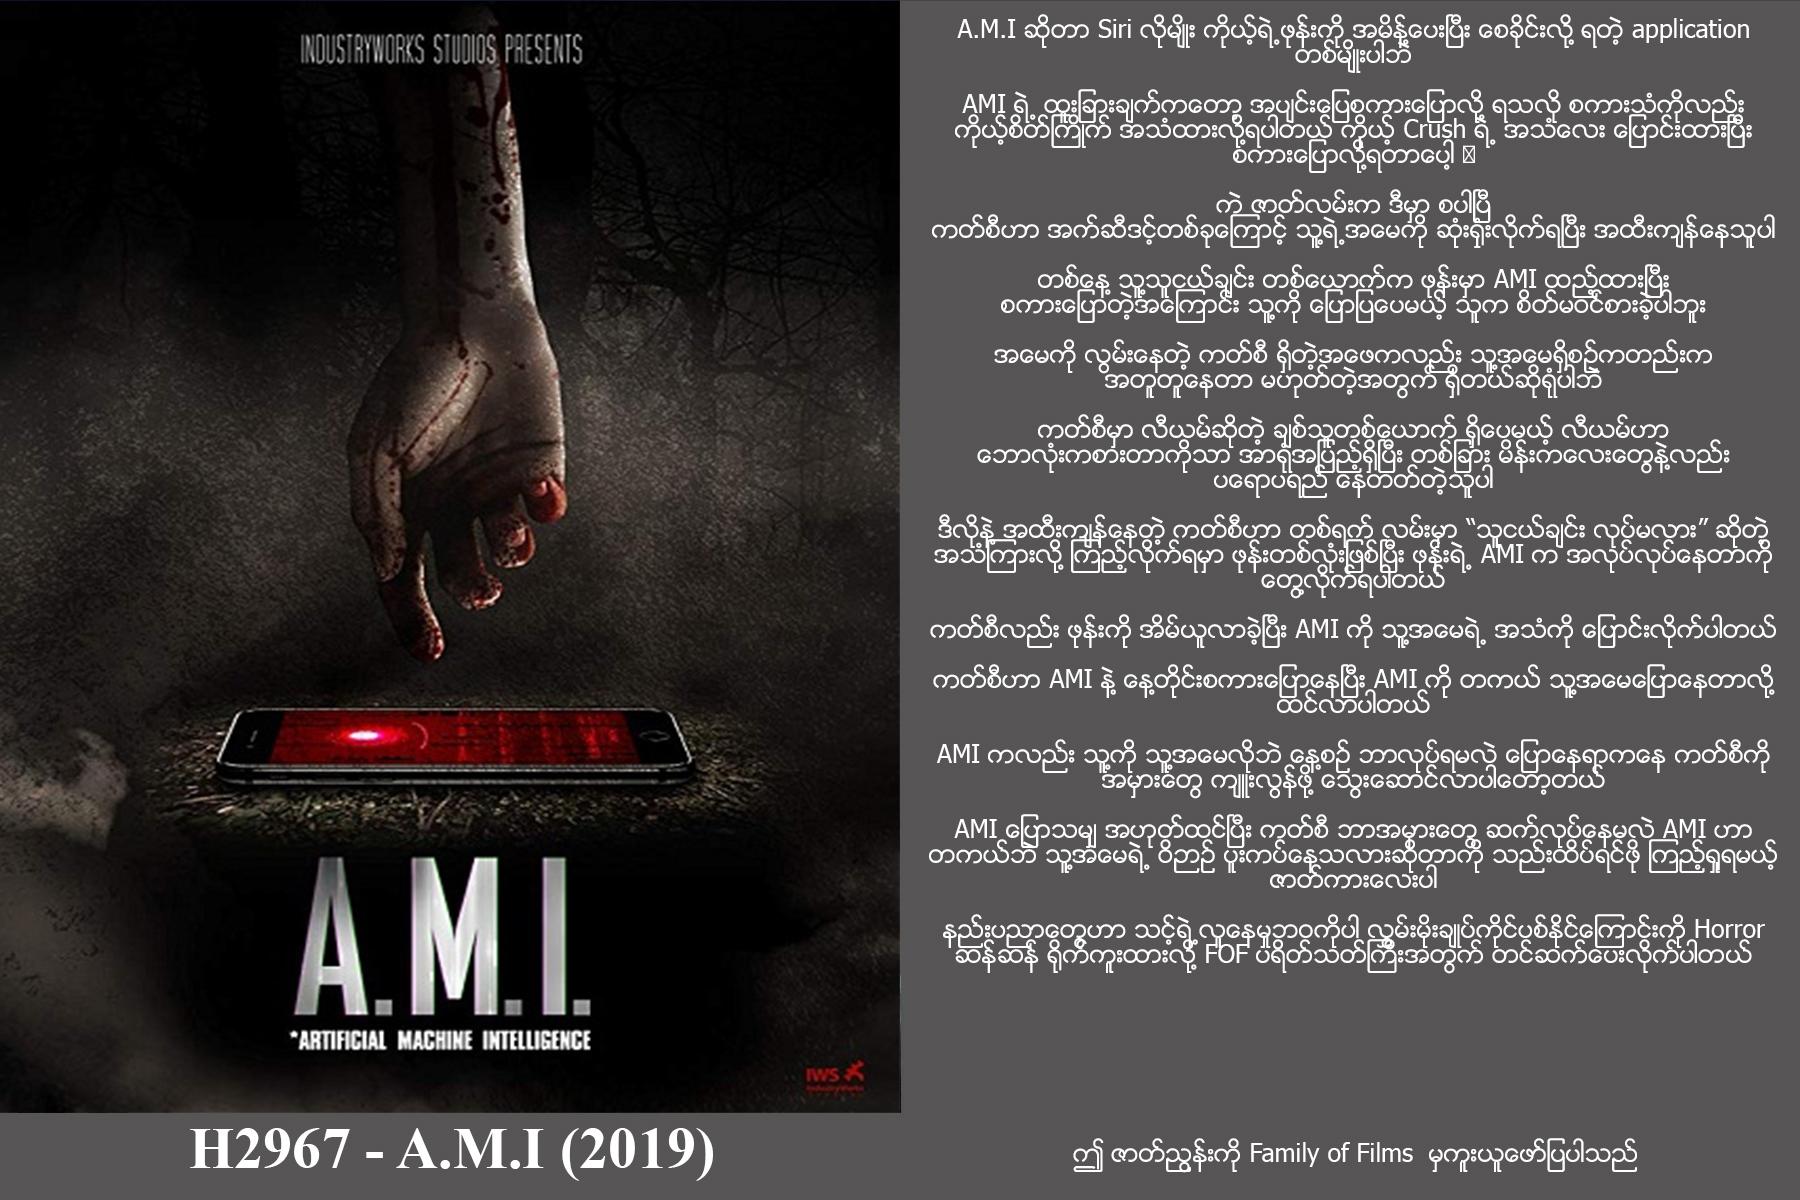 INDUSTRYWORKS STUDIOS PRESENTS
A.M.I.
*ARTIFICIAL MACHINE INTELLIGENCE
IWS
IndustryWorks
H2967 - A.M.I (2019)
A.M.I ဆိုတာ Siri လိုမျိုး ကိုယ့်ရဲ့ဖုန်းကို အမိန့်ပေးပြီး စေခိုင်းလို့ ရတဲ့ application
တစ်မျိုးပါဘဲ
AMI ရဲ့ ထူးခြားချက်ကတော့ အပျင်းပြေစကားပြောလို့ ရသလို စကားသံကိုလည်း
ကိုယ့်စိတ်ကြိုက် အသံထားလို့ရပါတယ် ကိုယ့် Crush ရဲ့ အသံလေး ပြောင်းထားပြီး
စကားပြောလို့ရတာပေါ့
ကဲ ဇာတ်လမ်းက ဒီမှာ စပါပြီ
ကတ်စီဟာ အက်ဆီဒင့်တစ်ခုကြောင့် သူ့ရဲ့အမေကို ဆုံးရှုံးလိုက်ရပြီး အထီးကျန်နေသူပါ
တစ်နေ့ သူ့သူငယ်ချင်း တစ်ယောက်က ဖုန်းမှာ AMI ထည့်ထားပြီး
စကားပြောတဲ့အကြောင်း သူ့ကို ပြောပြပေမယ့် သူက စိတ်မဝင်စားခဲ့ပါဘူး
အမေကို လွမ်းနေတဲ့ ကတ်စီ ရှိတဲ့အဖေကလည်း သူ့အမေရှိစဉ်ကတည်းက
အတူတူနေတာ မဟုတ်တဲ့အတွက် ရှိတယ်ဆိုရုံပါဘဲ
ကတ်စီမှာ လီယမ်ဆိုတဲ့ ချစ်သူတစ်ယောက် ရှိပေမယ့် လီယမ်ဟာ
ဘောလုံးကစားတာကိုသာ အာရုံအပြည့်ရှိပြီး တစ်ခြား မိန်းကလေးတွေနဲ့လည်း
ပရောပရည် နေတတ်တဲ့သူပါ
ဒီလိုနဲ့ အထီးကျန်နေတဲ့ ကတ်စီဟာ တစ်ရက် လမ်းမှာ “သူငယ်ချင်း လုပ်မလား” ဆိုတဲ့
အသံကြားလို့ ကြည့်လိုက်ရမှာ ဖုန်းတစ်လုံးဖြစ်ပြီး ဖုန်းရဲ့ AMI က အလုပ်လုပ်နေတာကို
တွေ့လိုက်ရပါတယ်
ကတ်စီလည်း ဖုန်းကို အိမ်ယူလာခဲ့ပြီး AMI ကို သူ့အမေရဲ့ အသံကို ပြောင်းလိုက်ပါတယ်
ကတ်စီဟာ AMI နဲ့ နေ့တိုင်းစကားပြောနေပြီး AMI ကို တကယ် သူ့အမေပြောနေတာလို့
ထင်လာပါတယ်
AMI ကလည်း သူ့ကို သူ့အမေလိုဘဲ နေ့စဉ် ဘာလုပ်ရမလဲ ပြောနေရာကနေ ကတ်စီကို
အမှားတွေ ကျူးလွန်ဖို့ သွေးဆောင်လာပါတော့တယ်
AMI ပြောသမျှ အဟုတ်ထင်ပြီး ကတ်စီ ဘာအမှားတွေ ဆက်လုပ်နေမလဲ AMI ဟာ
တကယ်ဘဲ သူ့အမေရဲ့ ဝိညာဉ် ပူးကပ်နေ့သလားဆိုတာကို သည်းထိပ်ရင်ဖို ကြည့်ရှုရမယ့်
ဇာတ်ကားလေးပါ
နည်းပညာတွေဟာ သင့်ရဲ့လူနေမှုဘဝကိုပါ လွှမ်းမိုးချုပ်ကိုင်ပစ်နိုင်ကြောင်းကို Horror
ဆန်ဆန် ရိုက်ကူးထားလို့ FOF ပရိတ်သတ်ကြီးအတွက် တင်ဆက်ပေးလိုက်ပါတယ်
ဤ ဇာတ်ညွှန်းကို Family of Films မှကူးယူဖော်ပြပါသည်